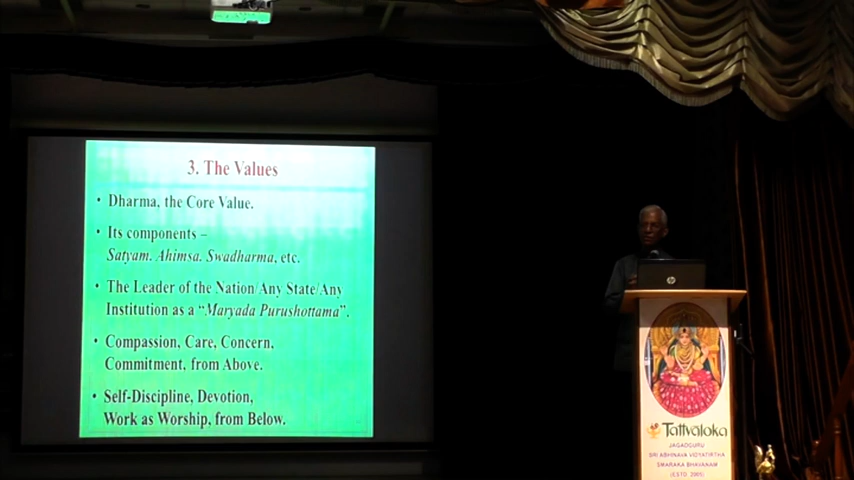 3. The Values
• Dharma, the Core Value.
• Its components –
Satyam. Ahimsa. Swadharma, etc.
• The Leader of the Nation/Any State/Any
Institution as a “Maryada Purushottama”.
• Compassion, Care, Concern,
Commitment, from Above.
• Self-Discipline, Devotion,
Work as Worship, from Below.
hp
Tattvaloka
JAGADGURU
SRI ABHINAVA VIDYATIRTHA
SMARAKA BHAVANAM
(ESTD 2005)